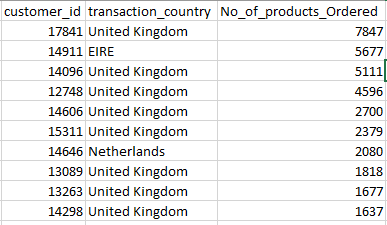 customer_id transaction_country No_of_products_Ordered
17841 United Kingdom 7847
14911 EIRE 5677
14096 United Kingdom 5111
12748 United Kingdom 4596
14606 United Kingdom 2700
15311 United Kingdom 2379
14646 Netherlands 2080
13089 United Kingdom 1818
13263 United Kingdom 1677
14298 United Kingdom 1637